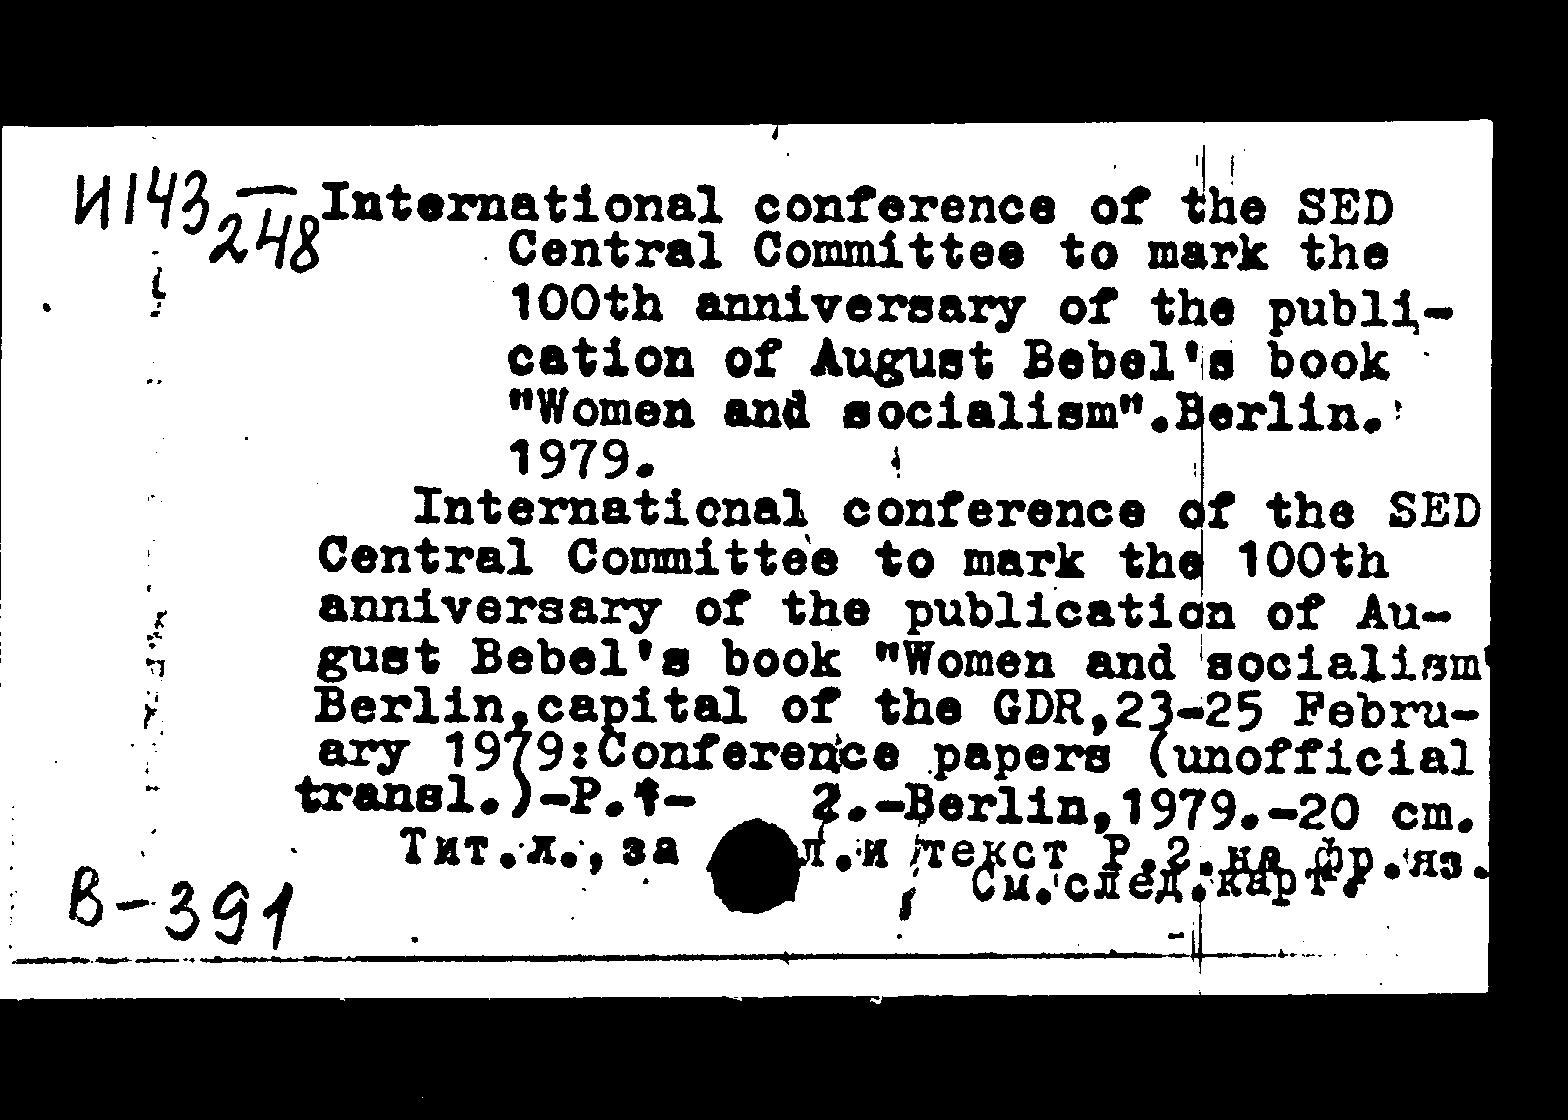 И143
248
International conference of the SED
Central Committee to mark the
100th anniversary of the publi-
cation of August Bebel's book
"Women and socialism".Berlin.
1979.
International conference of the SED
Central Committee to mark the 100th
anniversary of the publication of Au-
gust Bebel's book "Women and socialism"
Berlin,capital of the GDR,23-25 Febru-
ary 1979:Conference papers (unofficial
transl.)-P.1- 2.-Berlin,1979.-20 cm.
Тит.л.,за л.и текст P.2.на фр.яз.
См.след.карт.
В-391